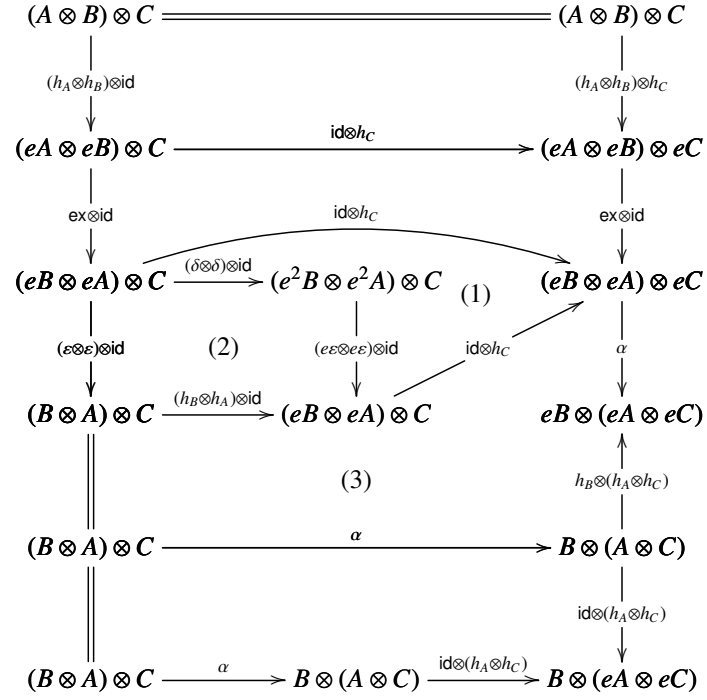 (A ⊗ B) ⊗ C (A ⊗ B) ⊗ C
(h_A⊗h_B)⊗id (h_A⊗h_B)⊗h_C
(eA ⊗ eB) ⊗ C id⊗h_C (eA ⊗ eB) ⊗ eC
ex⊗id id⊗h_C ex⊗id
(eB ⊗ eA) ⊗ C (δ⊗δ)⊗id (e²B ⊗ e²A) ⊗ C (1) (eB ⊗ eA) ⊗ eC
(ε⊗ε)⊗id (2) (eε⊗eε)⊗id id⊗h_C α
(B ⊗ A) ⊗ C (h_B⊗h_A)⊗id (eB ⊗ eA) ⊗ C eB ⊗ (eA ⊗ eC)
(3) h_B⊗(h_A⊗h_C)
(B ⊗ A) ⊗ C α B ⊗ (A ⊗ C)
id⊗(h_A⊗h_C)
(B ⊗ A) ⊗ C α B ⊗ (A ⊗ C) id⊗(h_A⊗h_C) B ⊗ (eA ⊗ eC)